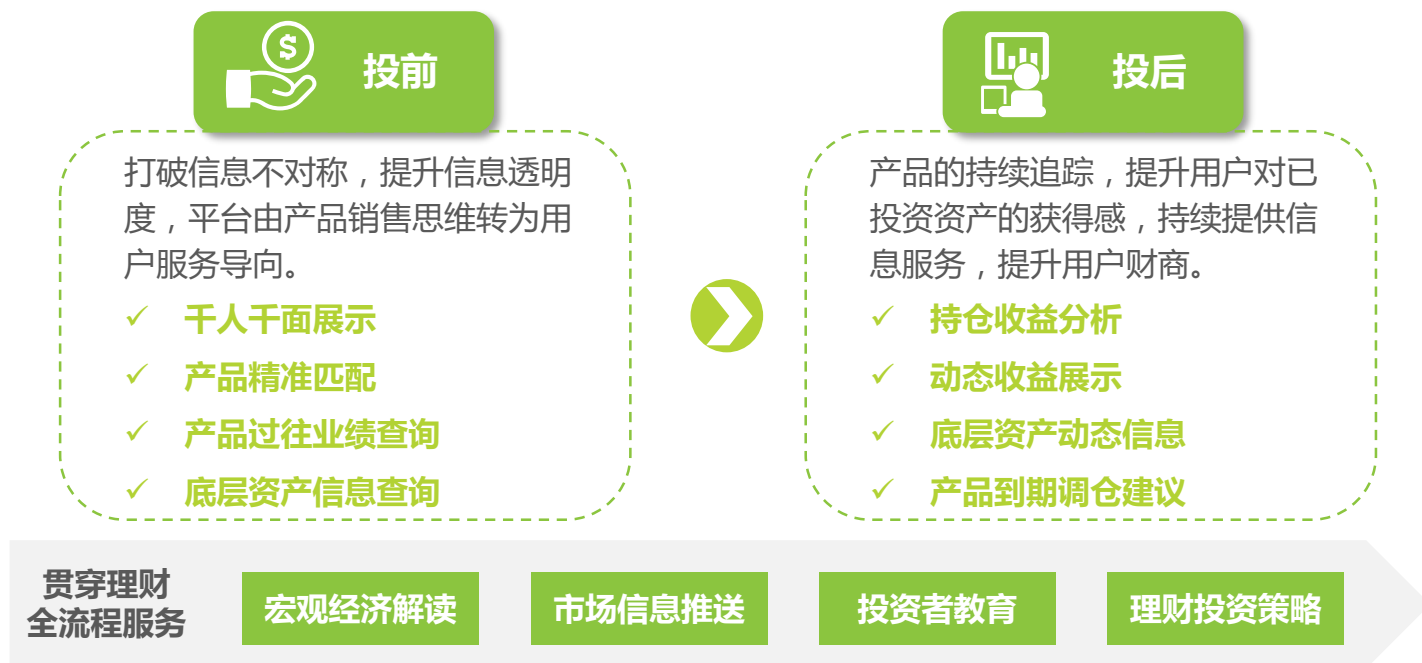 投前
打破信息不对称，提升信息透明
度，平台由产品销售思维转为用
户服务导向。
✓ 千人千面展示
✓ 产品精准匹配
✓ 产品过往业绩查询
✓ 底层资产信息查询
投后
产品的持续追踪，提升用户对已
投资资产的获得感，持续提供信
息服务，提升用户财商。
✓ 持仓收益分析
✓ 动态收益展示
✓ 底层资产动态信息
✓ 产品到期调仓建议
贯穿理财
全流程服务
宏观经济解读
市场信息推送
投资者教育
理财投资策略